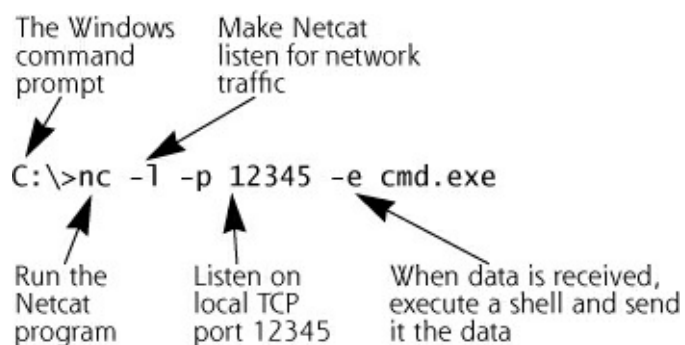 The Windows
command
prompt
Make Netcat
listen for network
traffic
C:\>nc -l -p 12345 -e cmd.exe
Run the
Netcat
program
Listen on
local TCP
port 12345
When data is received,
execute a shell and send
it the data